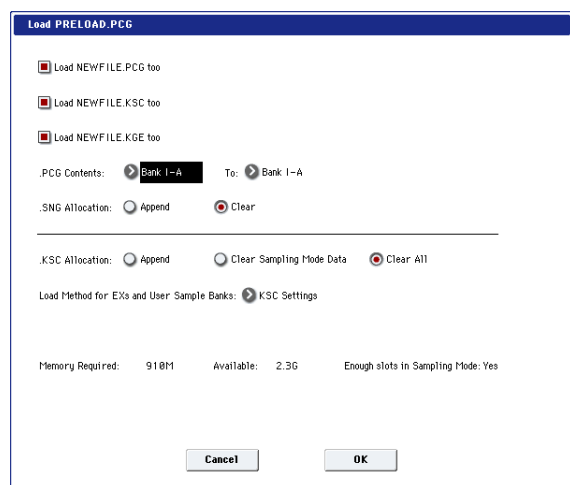 Load PRELOAD.PCG
Load NEWFILE.PCG too
Load NEWFILE.KSC too
Load NEWFILE.KGE too
.PCG Contents: Bank I-A To: Bank I-A
.SNG Allocation: Append Clear
.KSC Allocation: Append Clear Sampling Mode Data Clear All
Load Method for EXs and User Sample Banks: KSC Settings
Memory Required: 910M Available: 2.3G Enough slots in Sampling Mode: Yes
Cancel OK